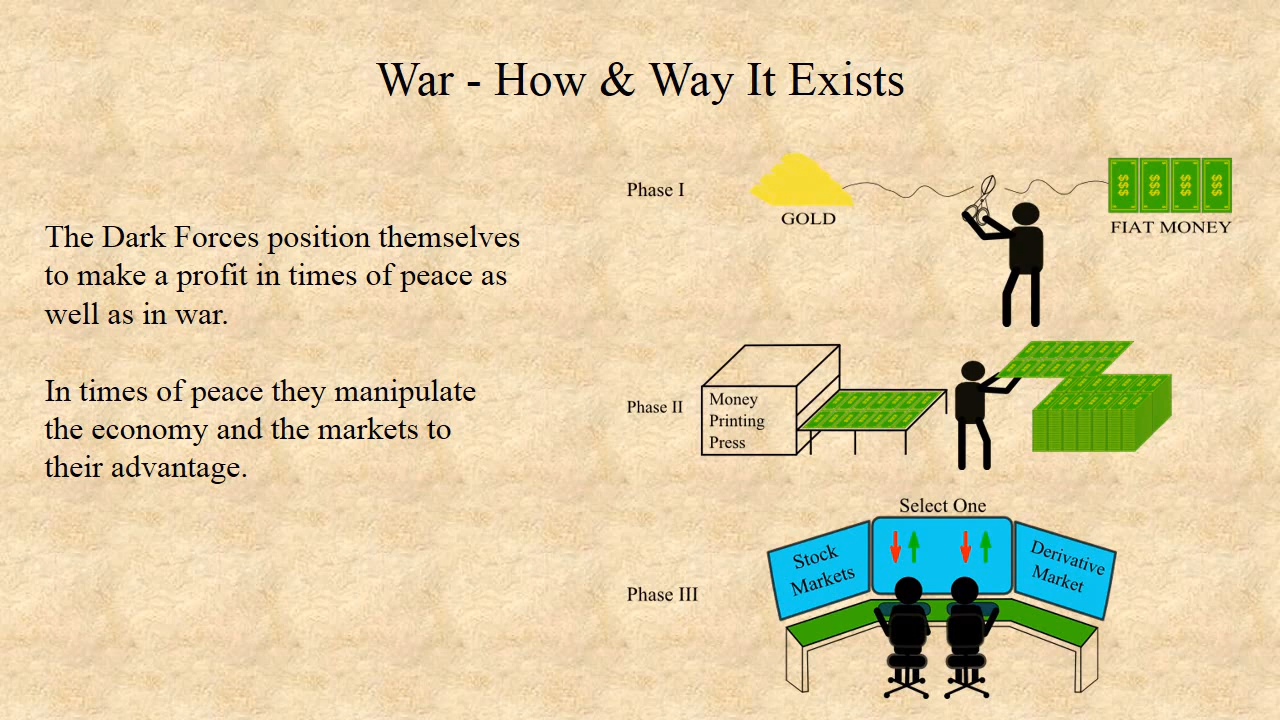 War - How & Way It Exists
The Dark Forces position themselves
to make a profit in times of peace as
well as in war.
In times of peace they manipulate
the economy and the markets to
their advantage.
Phase I
GOLD
$$$ $$$ $$$ $$$
FIAT MONEY
Phase II
Money
Printing
Press
Select One
Phase III
Stock
Markets
Derivative
Market